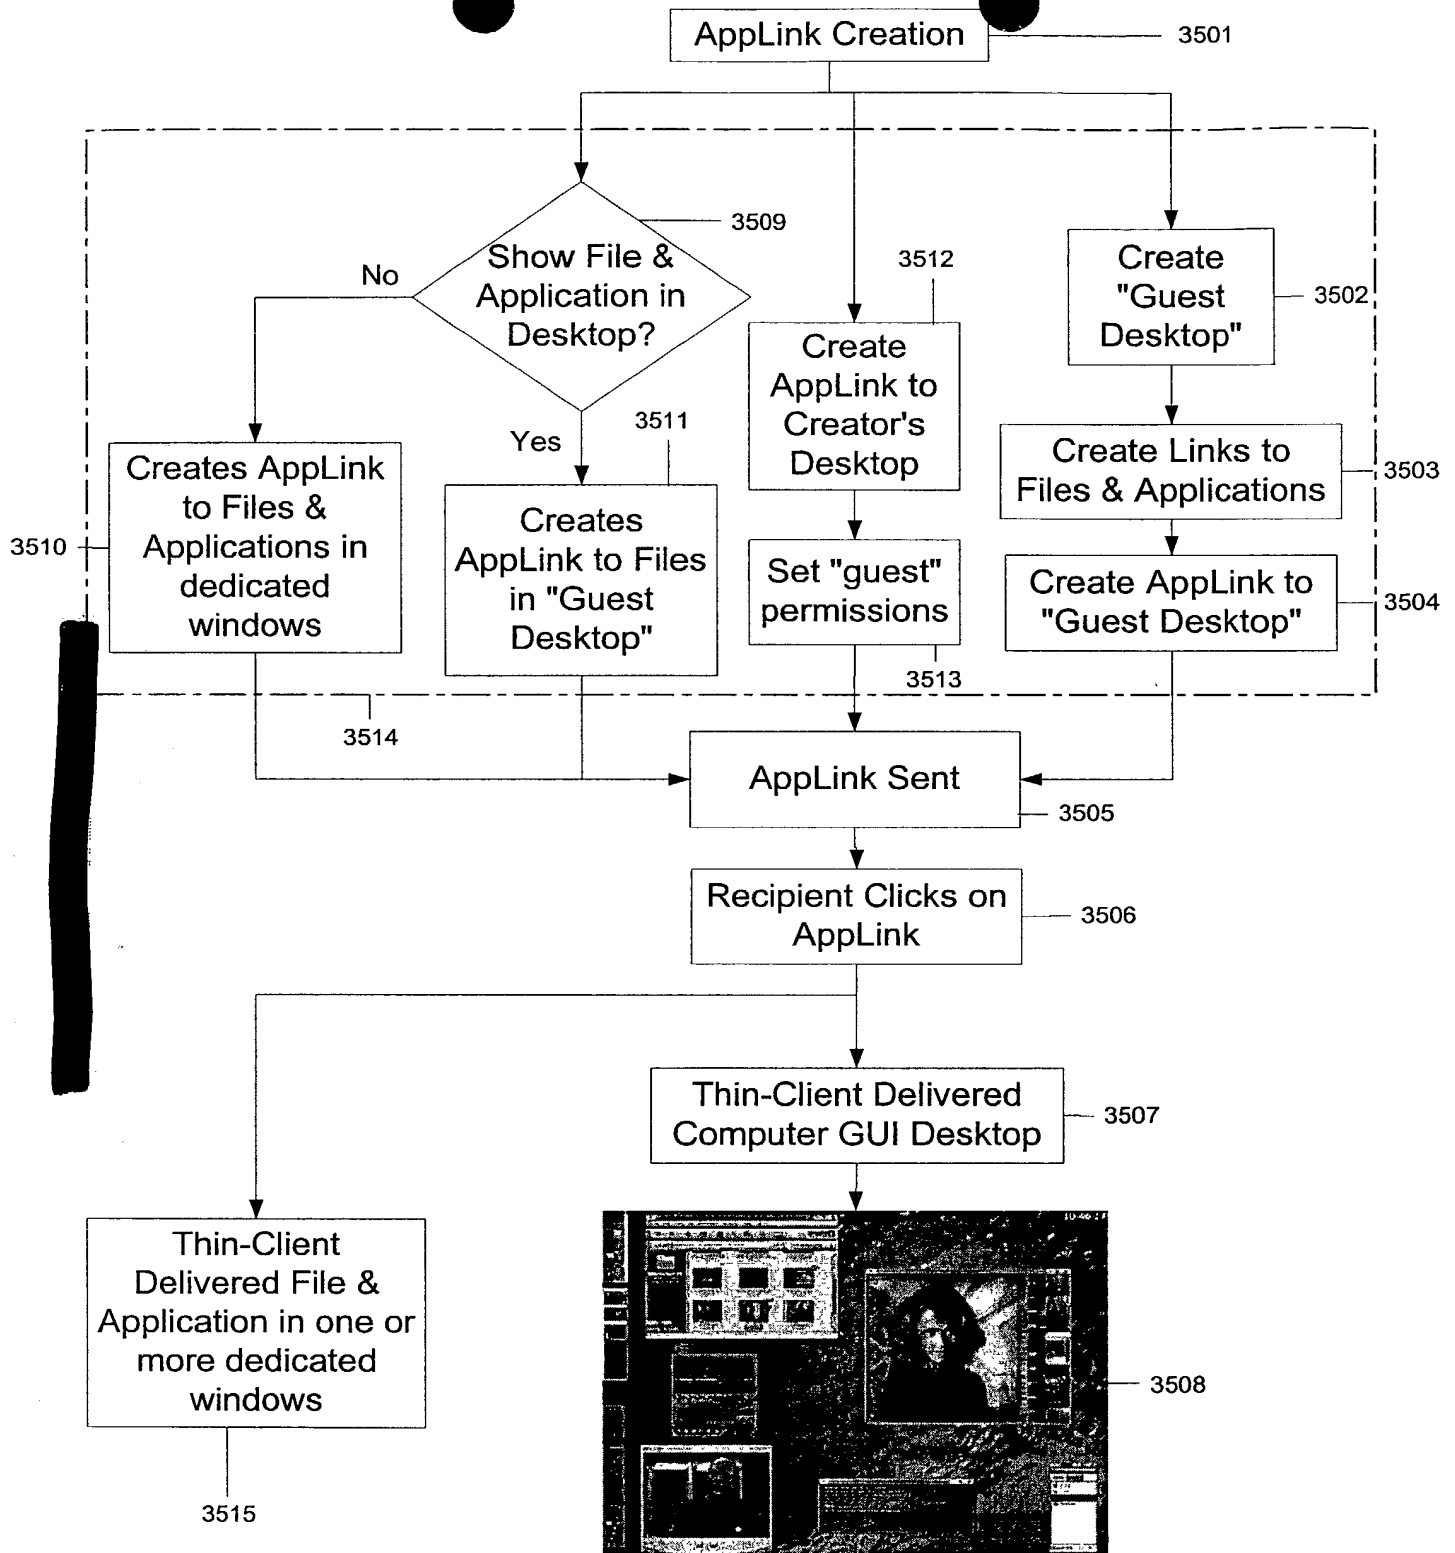 AppLink Creation
3501
3509
Show File &
Application in
Desktop?
No
Yes
3512
Create
AppLink to
Creator's
Desktop
Create
"Guest
Desktop"
3502
3511
Creates AppLink
to Files &
Applications in
dedicated
windows
3510
Creates
AppLink to Files
in "Guest
Desktop"
Set "guest"
permissions
3513
Create Links to
Files & Applications
3503
Create AppLink to
"Guest Desktop"
3504
3514
AppLink Sent
3505
Recipient Clicks on
AppLink
3506
Thin-Client Delivered
Computer GUI Desktop
3507
Thin-Client
Delivered File &
Application in one or
more dedicated
windows
3515
3508